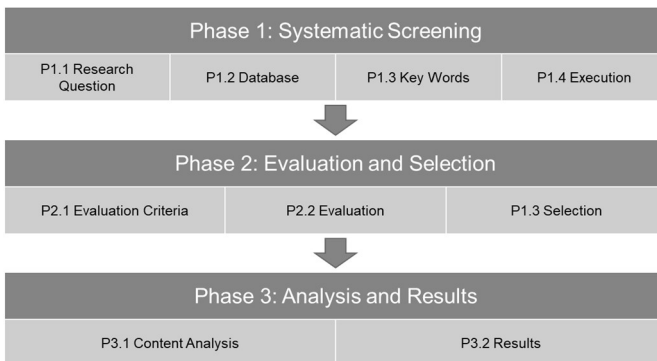 Phase 1: Systematic Screening
P1.1 Research
Question
P1.2 Database
P1.3 Key Words
P1.4 Execution
Phase 2: Evaluation and Selection
P2.1 Evaluation Criteria
P2.2 Evaluation
P1.3 Selection
Phase 3: Analysis and Results
P3.1 Content Analysis
P3.2 Results